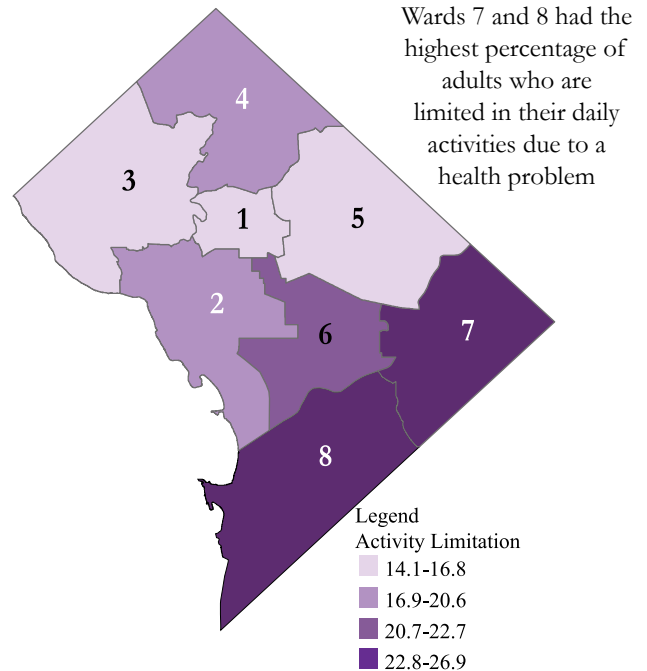 Wards 7 and 8 had the
highest percentage of
adults who are
limited in their daily
activities due to a
health problem
4
3
1
5
2
6
7
8
Legend
Activity Limitation
14.1-16.8
16.9-20.6
20.7-22.7
22.8-26.9